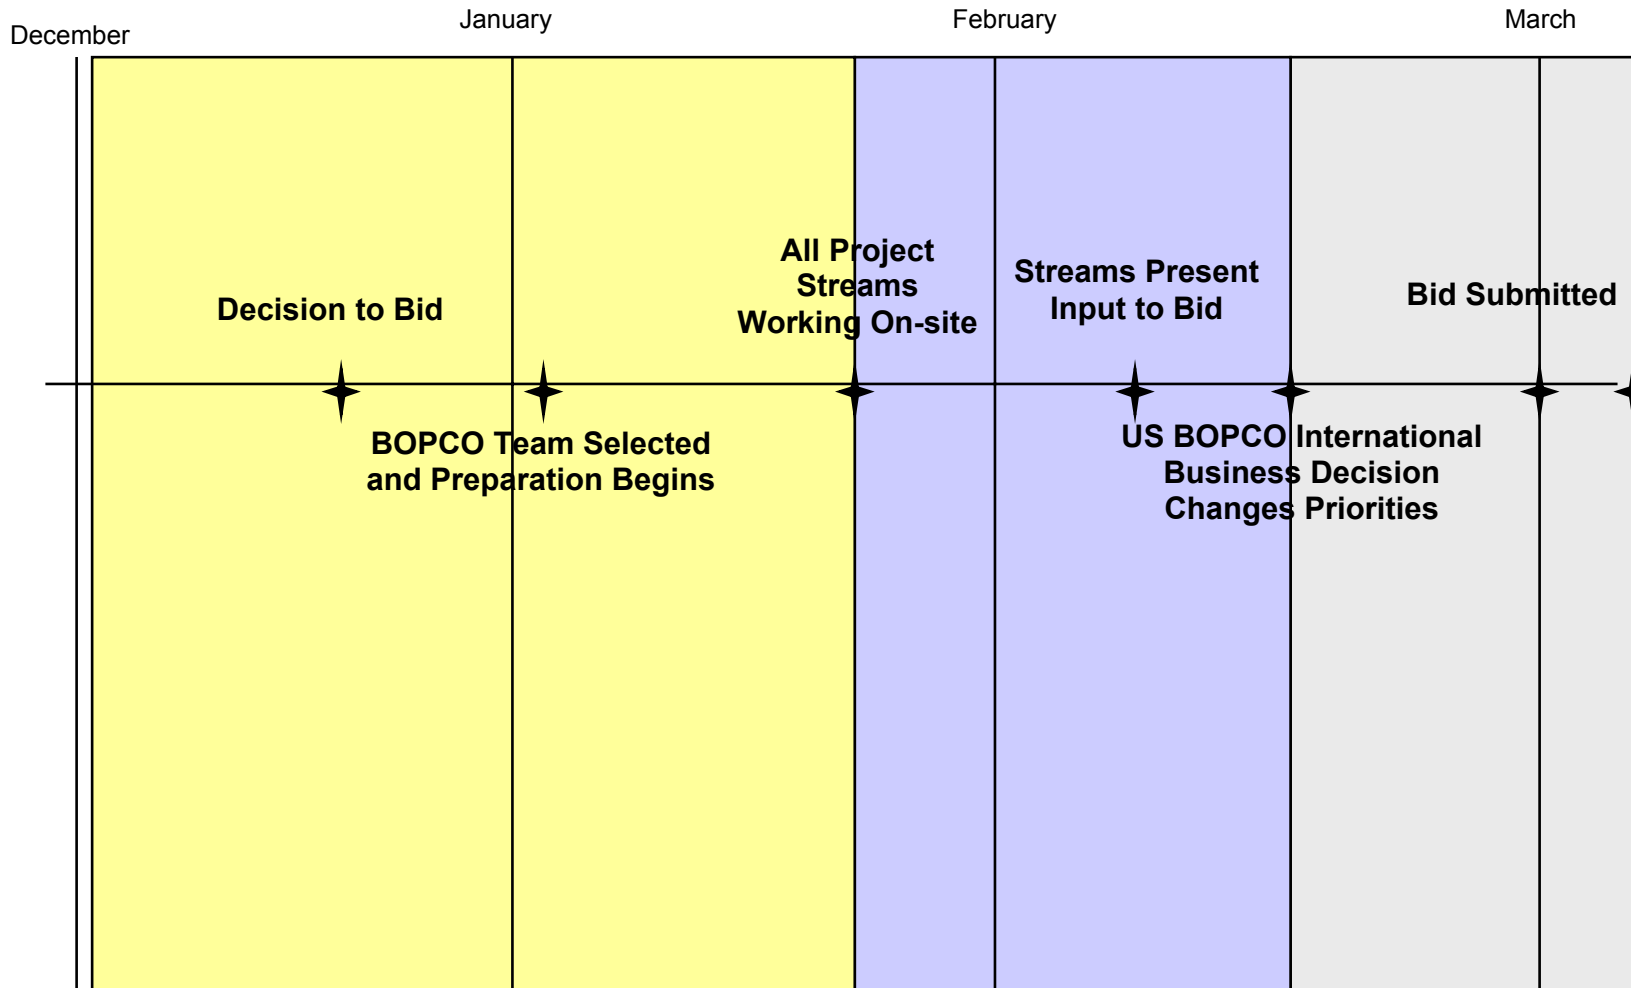 December
January
February
March
Decision to Bid
All Project
Streams
Working On-site
Streams Present
Input to Bid
Bid Submitted
BOPCO Team Selected
and Preparation Begins
US BOPCO International
Business Decision
Changes Priorities